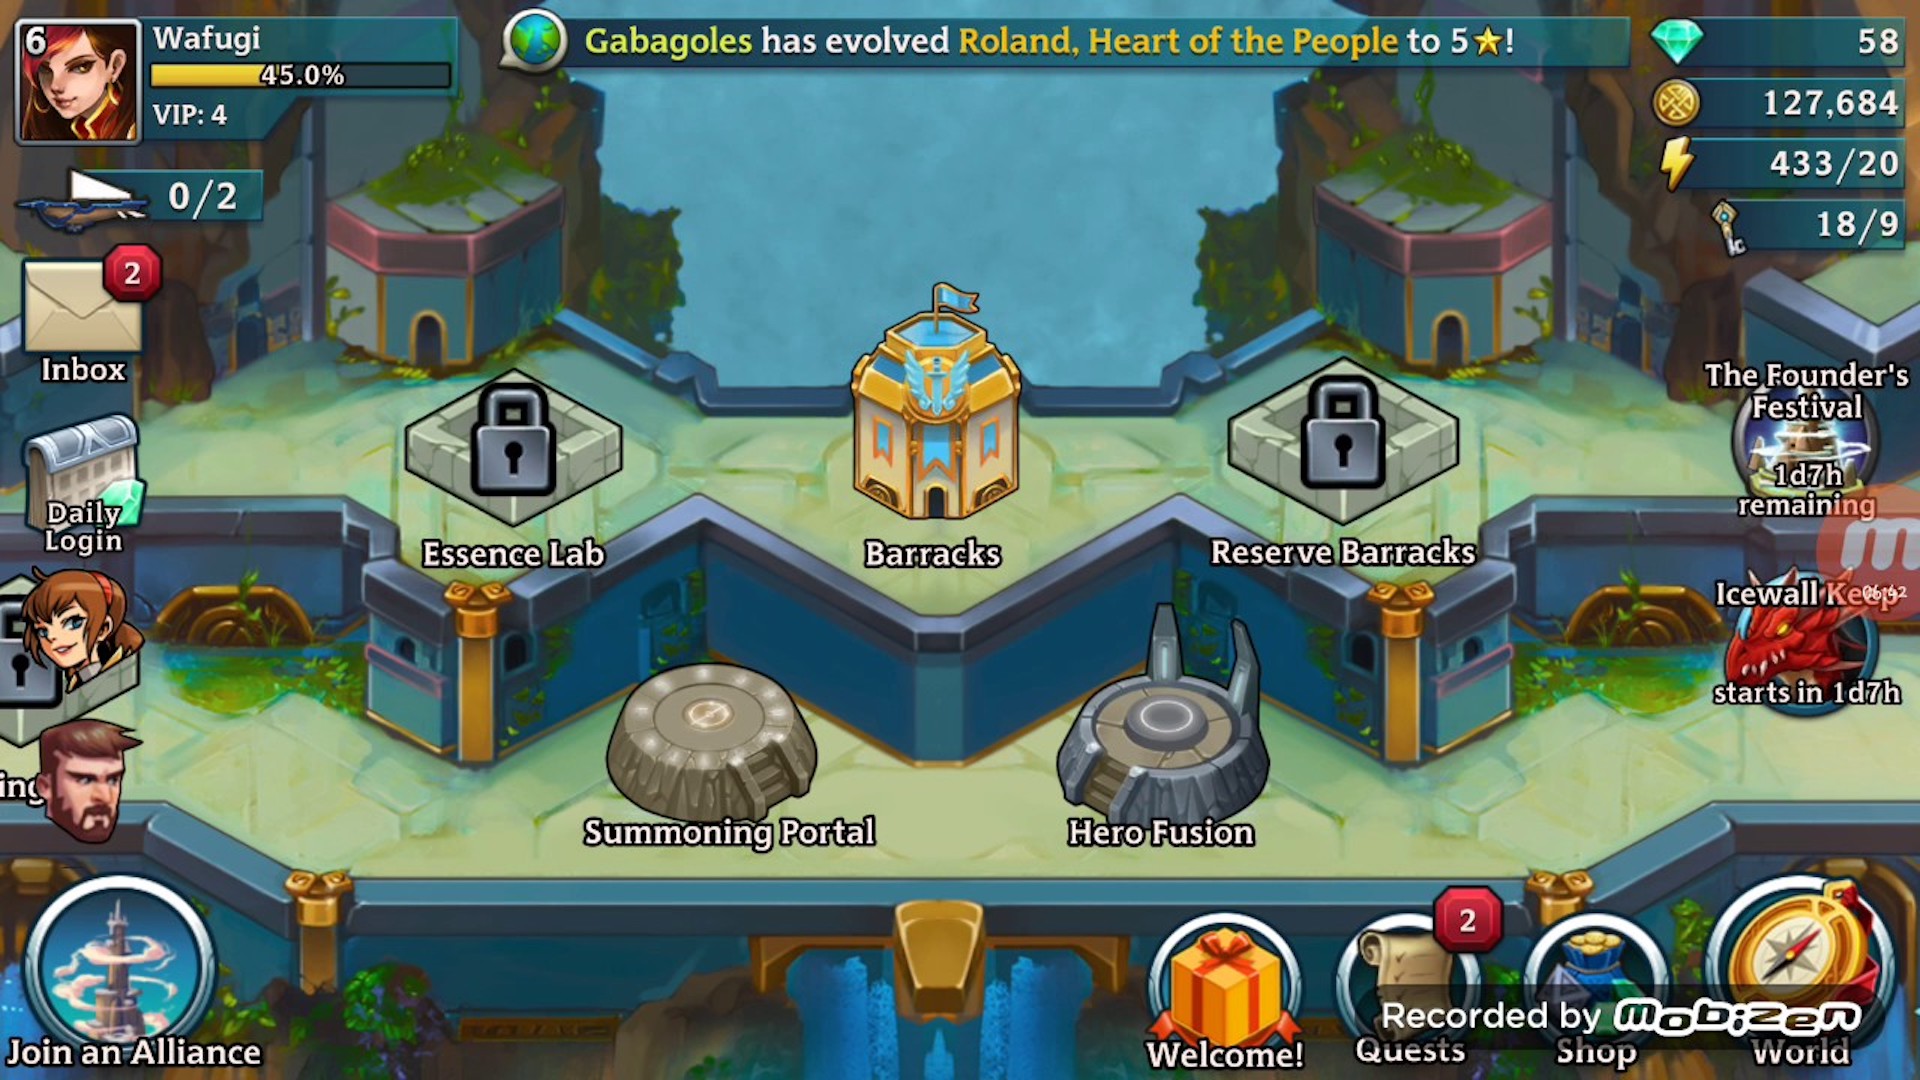 6
Wafugi
45.0%
VIP: 4
0/2
Gabagoles has evolved Roland, Heart of the People to 5★!
58
127,684
433/20
18/9
2
Inbox
Daily
Login
ing
Essence Lab
Barracks
Reserve Barracks
The Founder's
Festival
1d7h
remaining
06:42
Icewall Keep
starts in 1d7h
Summoning Portal
Hero Fusion
Join an Alliance
Welcome!
2
Quests
Shop
World
Recorded by mobizen